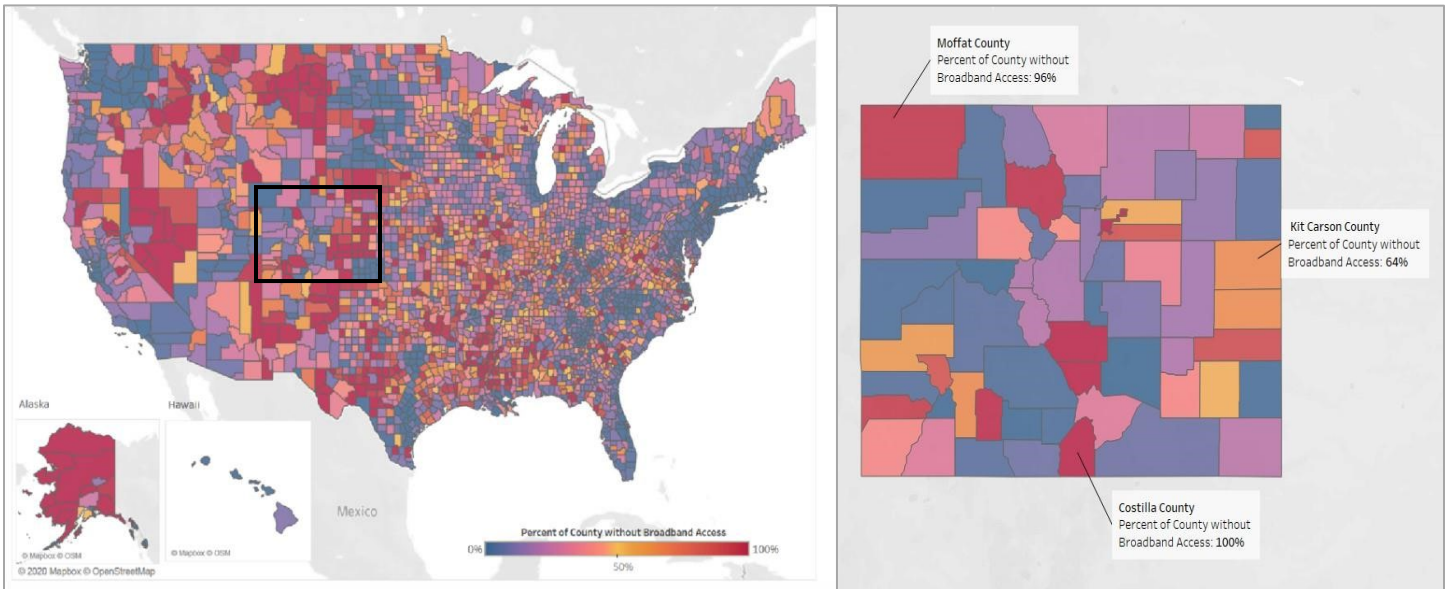 Alaska
Hawaii
Mexico
© Mapbox © OSM
© Mapbox © OSM
© 2020 Mapbox © OpenStreetMap
Percent of County without Broadband Access
0%
100%
50%
Moffat County
Percent of County without
Broadband Access: 96%
Kit Carson County
Percent of County without
Broadband Access: 64%
Costilla County
Percent of County without
Broadband Access: 100%